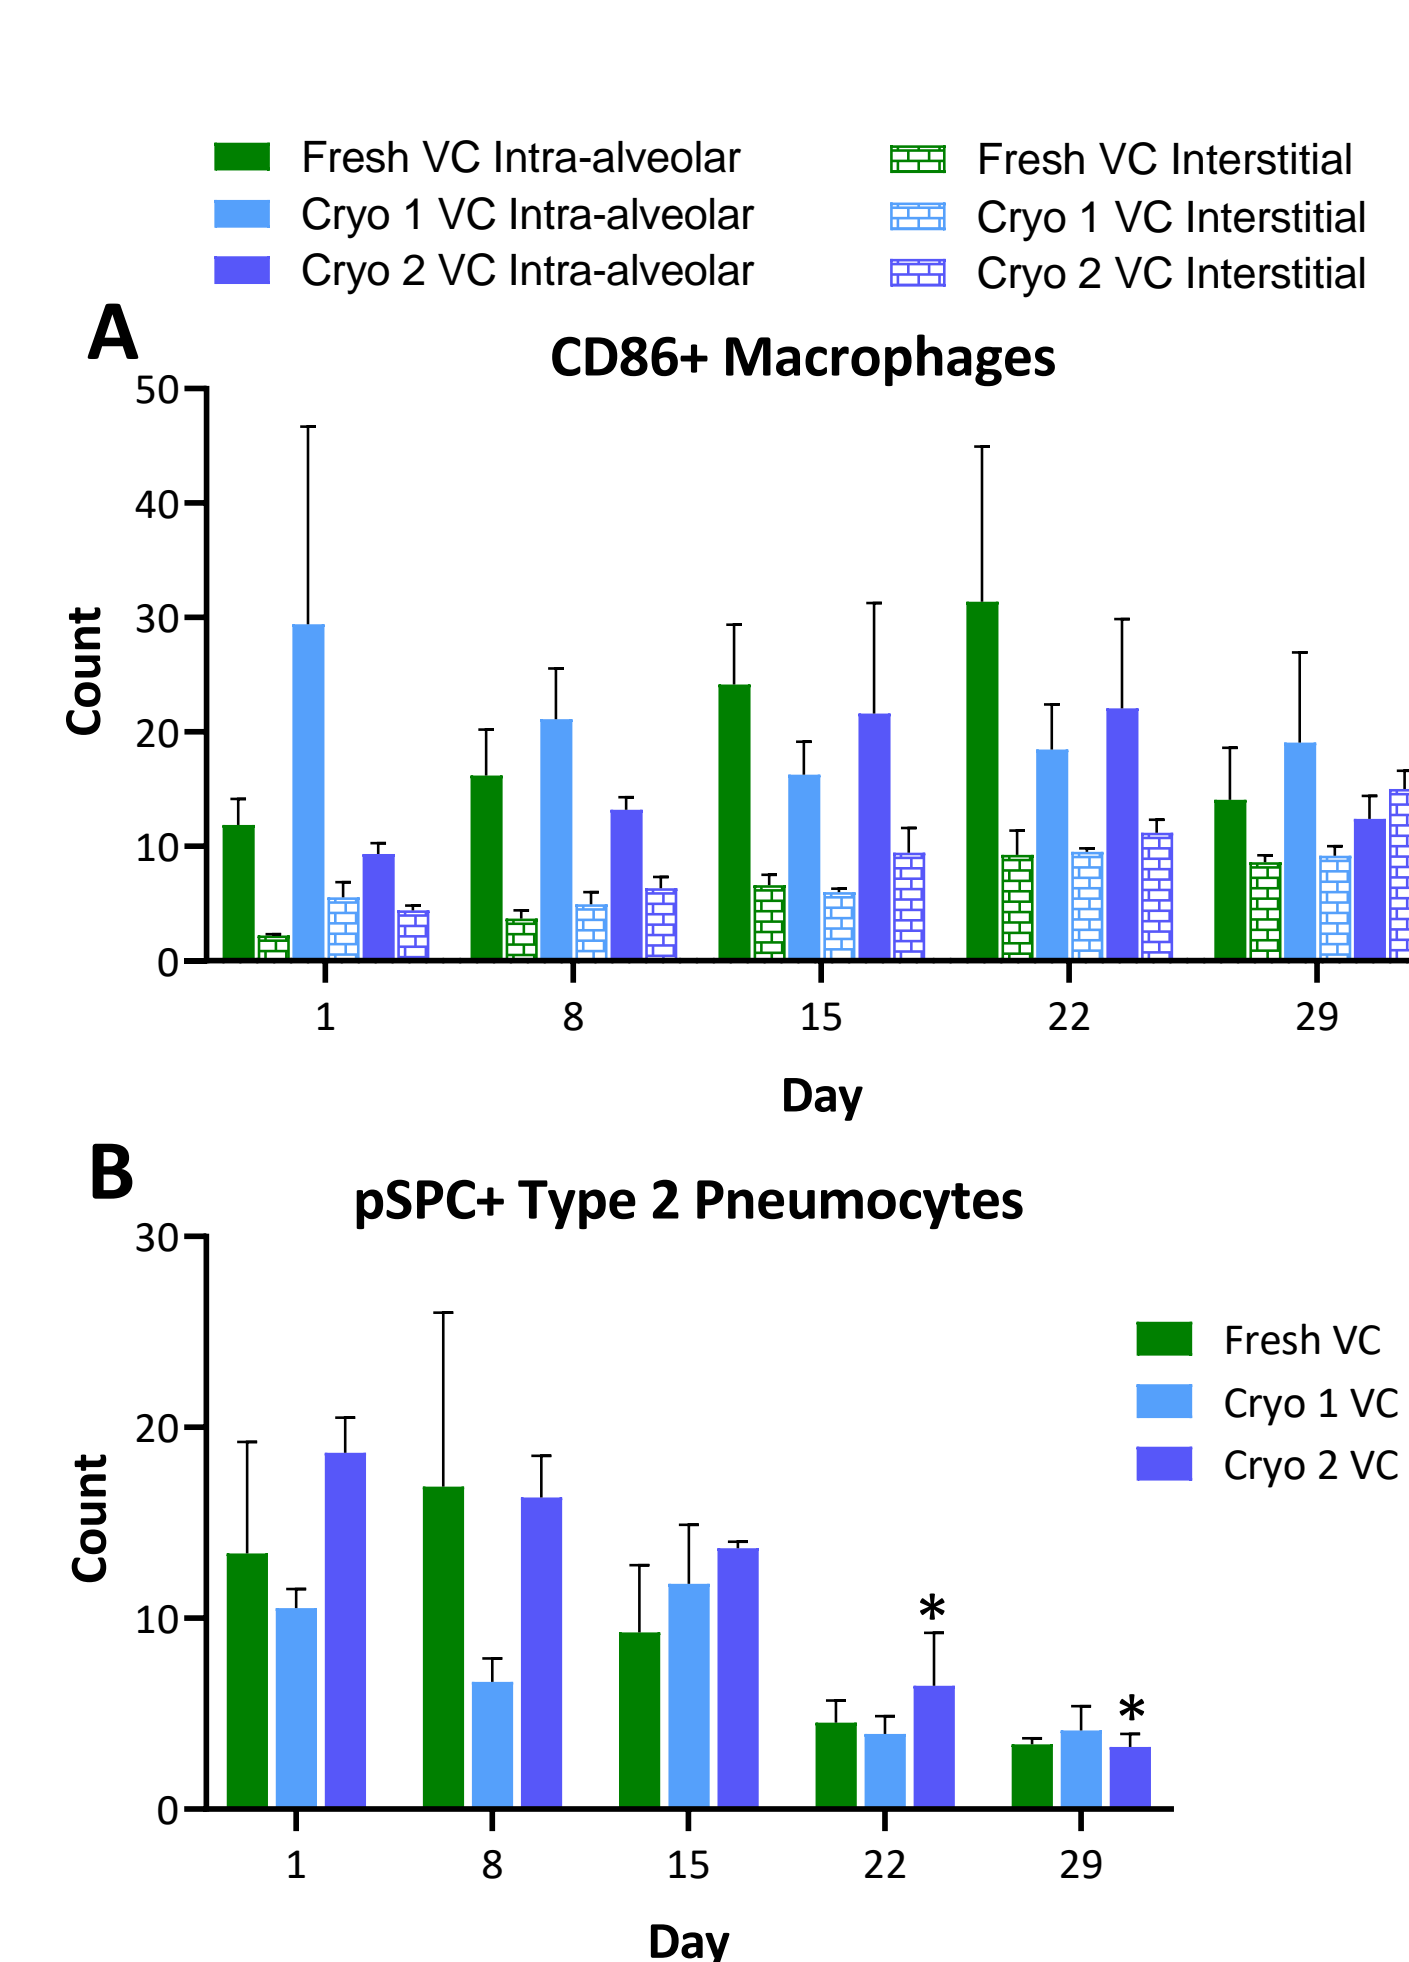 Fresh VC Intra-alveolar Fresh VC Interstitial
Cryo 1 VC Intra-alveolar Cryo 1 VC Interstitial
Cryo 2 VC Intra-alveolar Cryo 2 VC Interstitial
A
CD86+ Macrophages
50
40
30
20
10
0
Count
1 8 15 22 29
Day
B
pSPC+ Type 2 Pneumocytes
30
20
10
0
Count
Fresh VC
Cryo 1 VC
Cryo 2 VC
*
*
1 8 15 22 29
Day